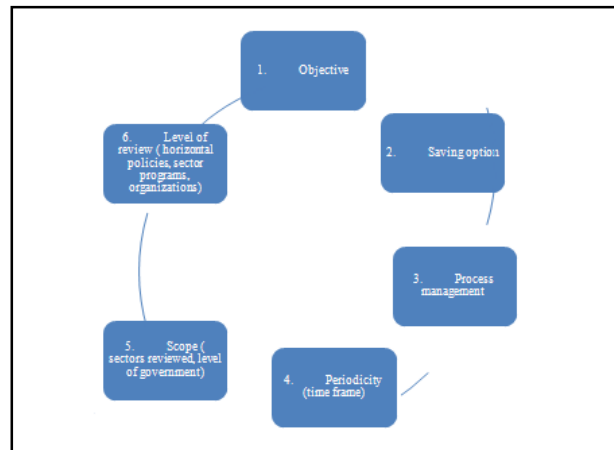 1. Objective
2. Saving option
3. Process
management
4. Periodicity
(time frame)
5. Scope (
sectors reviewed, level
of government)
6. Level of
review ( horizontal
policies, sector
programs,
organizations)